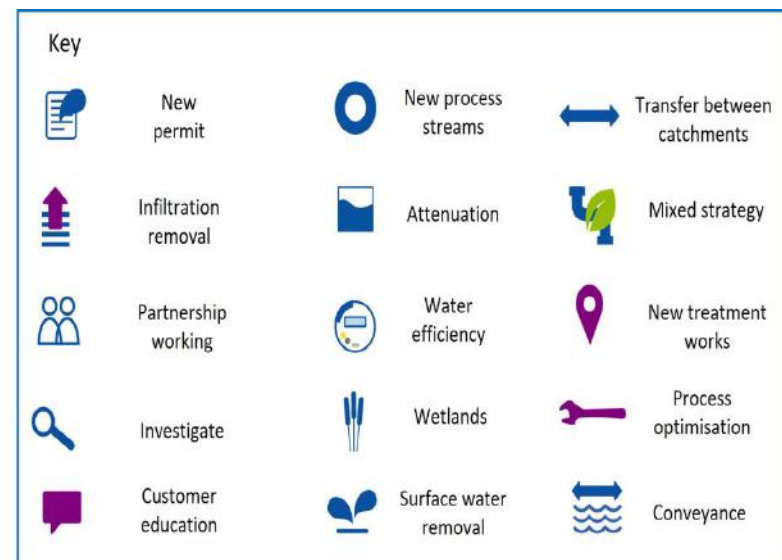 Key
New
permit
New process
streams
Transfer between
catchments
Infiltration
removal
Attenuation
Mixed strategy
Partnership
working
Water
efficiency
New treatment
works
Investigate
Wetlands
Process
optimisation
Customer
education
Surface water
removal
Conveyance